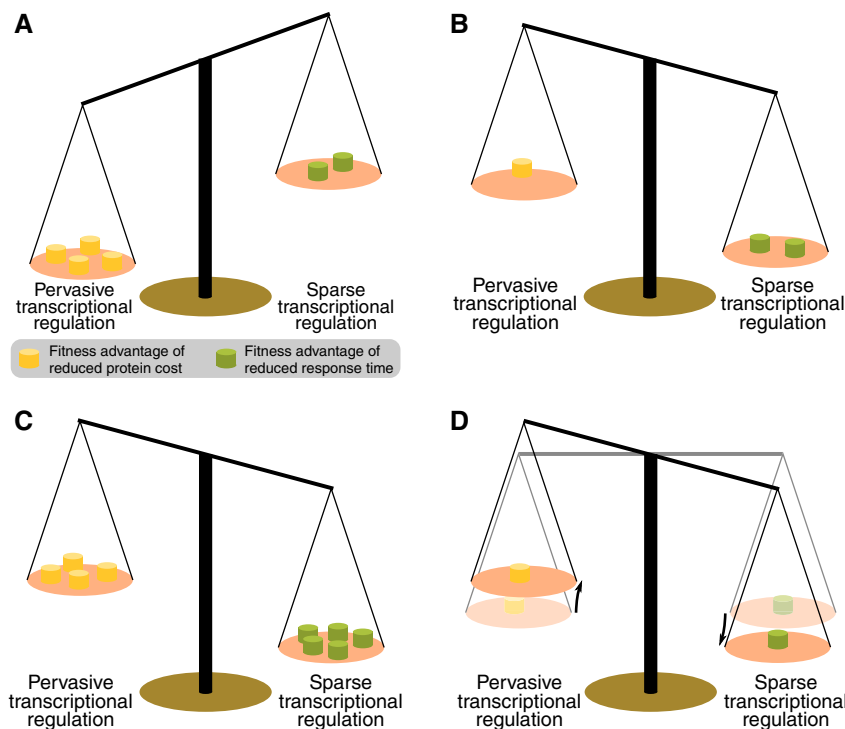 A
B
Pervasive
transcriptional
regulation
Sparse
transcriptional
regulation
Pervasive
transcriptional
regulation
Sparse
transcriptional
regulation
Fitness advantage of
reduced protein cost
Fitness advantage of
reduced response time
C
D
Pervasive
transcriptional
regulation
Sparse
transcriptional
regulation
Pervasive
transcriptional
regulation
Sparse
transcriptional
regulation